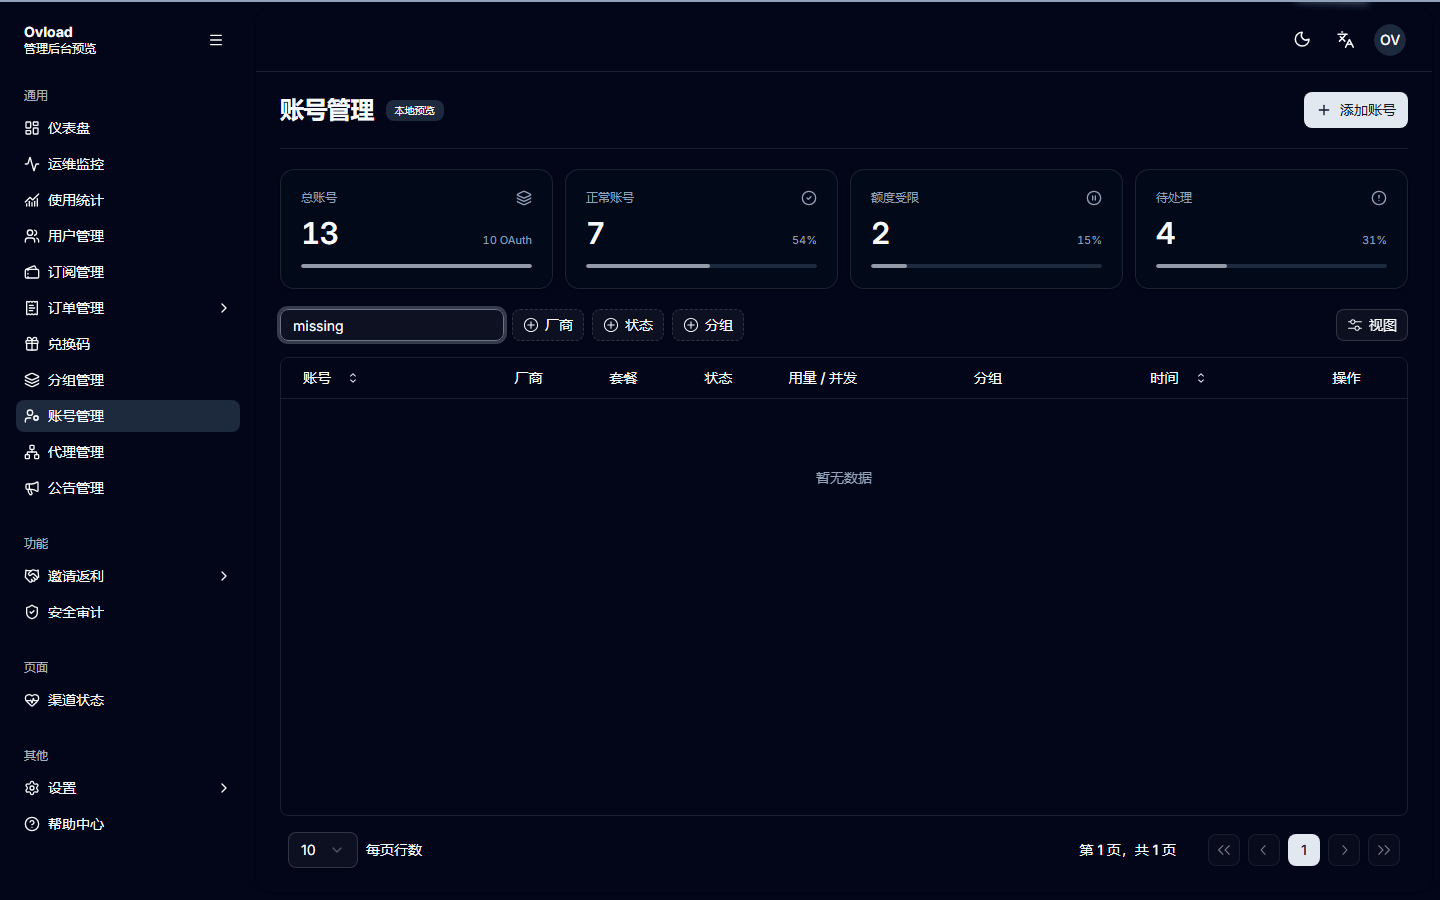 Ovload
管理后台预览
OV
通用
仪表盘
运维监控
使用统计
用户管理
订阅管理
订单管理
兑换码
分组管理
账号管理
代理管理
公告管理
功能
邀请返利
安全审计
页面
渠道状态
其他
设置
帮助中心
账号管理 本地预览
添加账号
总账号
13 10 OAuth
正常账号
7 54%
额度受限
2 15%
待处理
4 31%
missing 厂商 状态 分组 视图
账号 厂商 套餐 状态 用量 / 并发 分组 时间 操作
暂无数据
10 每页行数 第 1 页，共 1 页 1